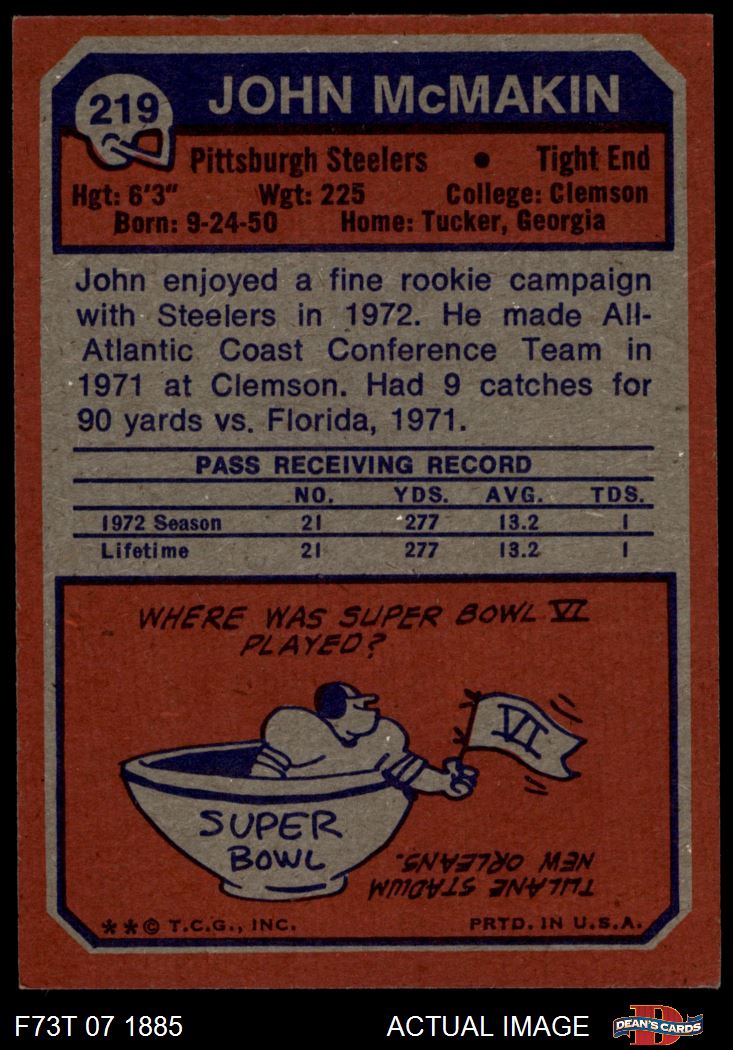 219
JOHN McMAKIN
Pittsburgh Steelers • Tight End
Hgt: 6'3" Wgt: 225 College: Clemson
Born: 9-24-50 Home: Tucker, Georgia
John enjoyed a fine rookie campaign
with Steelers in 1972. He made All-
Atlantic Coast Conference Team in
1971 at Clemson. Had 9 catches for
90 yards vs. Florida, 1971.
PASS RECEIVING RECORD
NO. YDS. AVG. TDS.
1972 Season 21 277 13.2 1
Lifetime 21 277 13.2 1
WHERE WAS SUPER BOWL VI
PLAYED?
VI
SUPER
BOWL
TULANE STADIUM
NEW ORLEANS.
**© T.C.G., INC. PRTD. IN U.S.A.
F73T 07 1885 ACTUAL IMAGE D DEAN'S CARDS